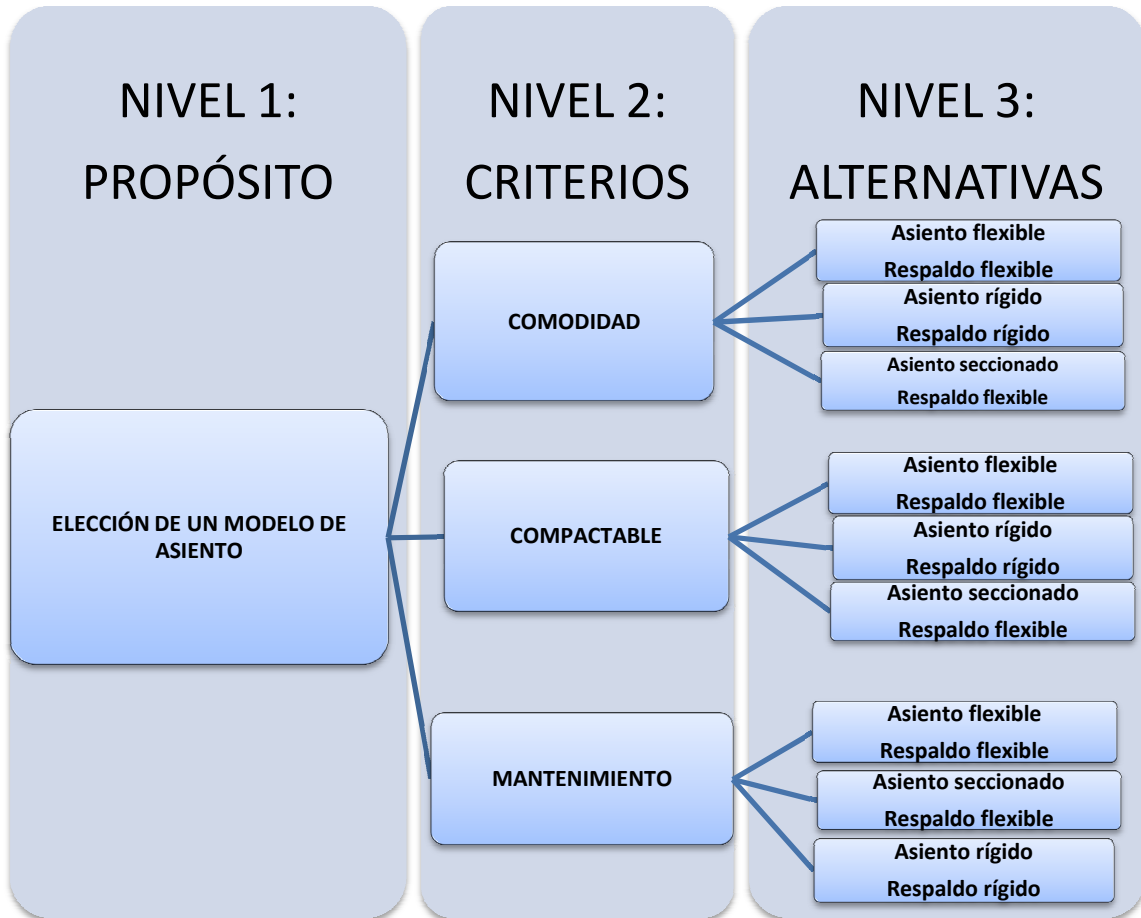 NIVEL 1:
PROPÓSITO
ELECCIÓN DE UN MODELO DE
ASIENTO
NIVEL 2:
CRITERIOS
COMODIDAD
COMPACTABLE
MANTENIMIENTO
NIVEL 3:
ALTERNATIVAS
Asiento flexible
Respaldo flexible
Asiento rígido
Respaldo rígido
Asiento seccionado
Respaldo flexible
Asiento flexible
Respaldo flexible
Asiento rígido
Respaldo rígido
Asiento seccionado
Respaldo flexible
Asiento flexible
Respaldo flexible
Asiento seccionado
Respaldo flexible
Asiento rígido
Respaldo rígido